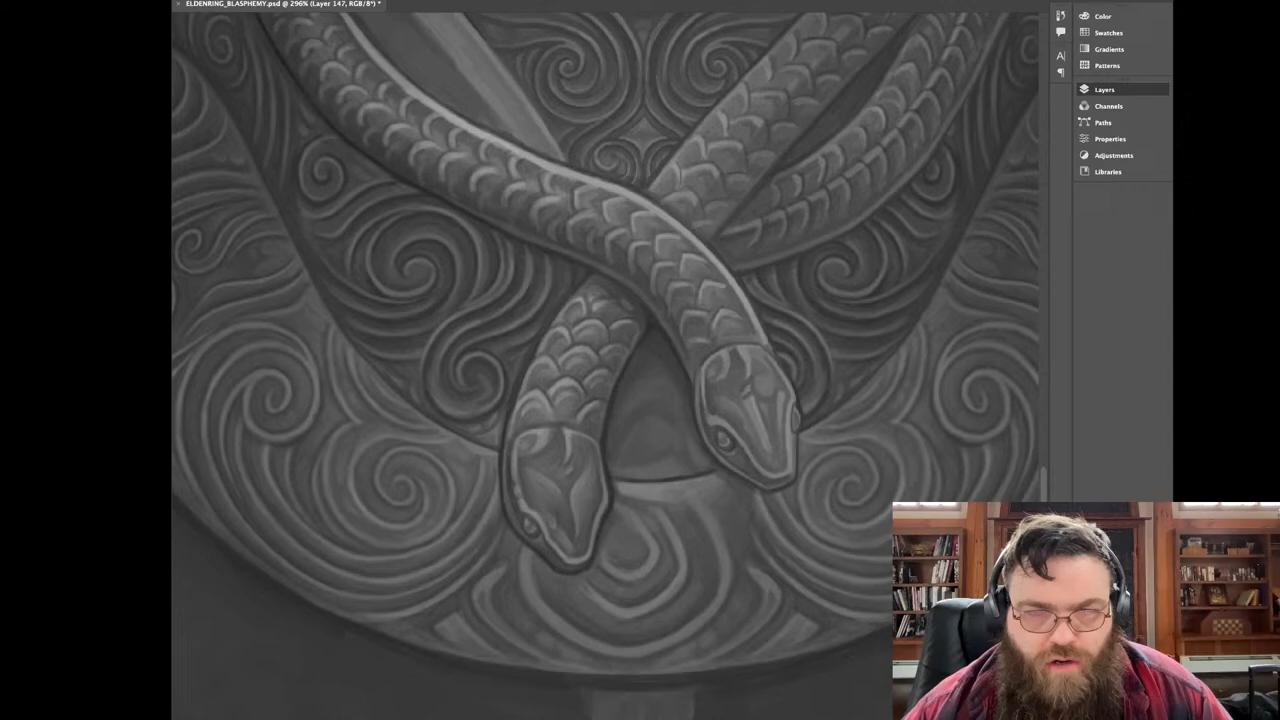 ELDENRING_BLASPHEMY.psd @ 296% (Layer 147, RGB/8*) *
Color
Swatches
Gradients
Patterns
Layers
Channels
Paths
Properties
Adjustments
Libraries